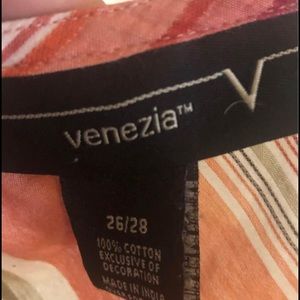 venezia™
26/28
100% COTTON
EXCLUSIVE OF
DECORATION
MADE IN INDIA